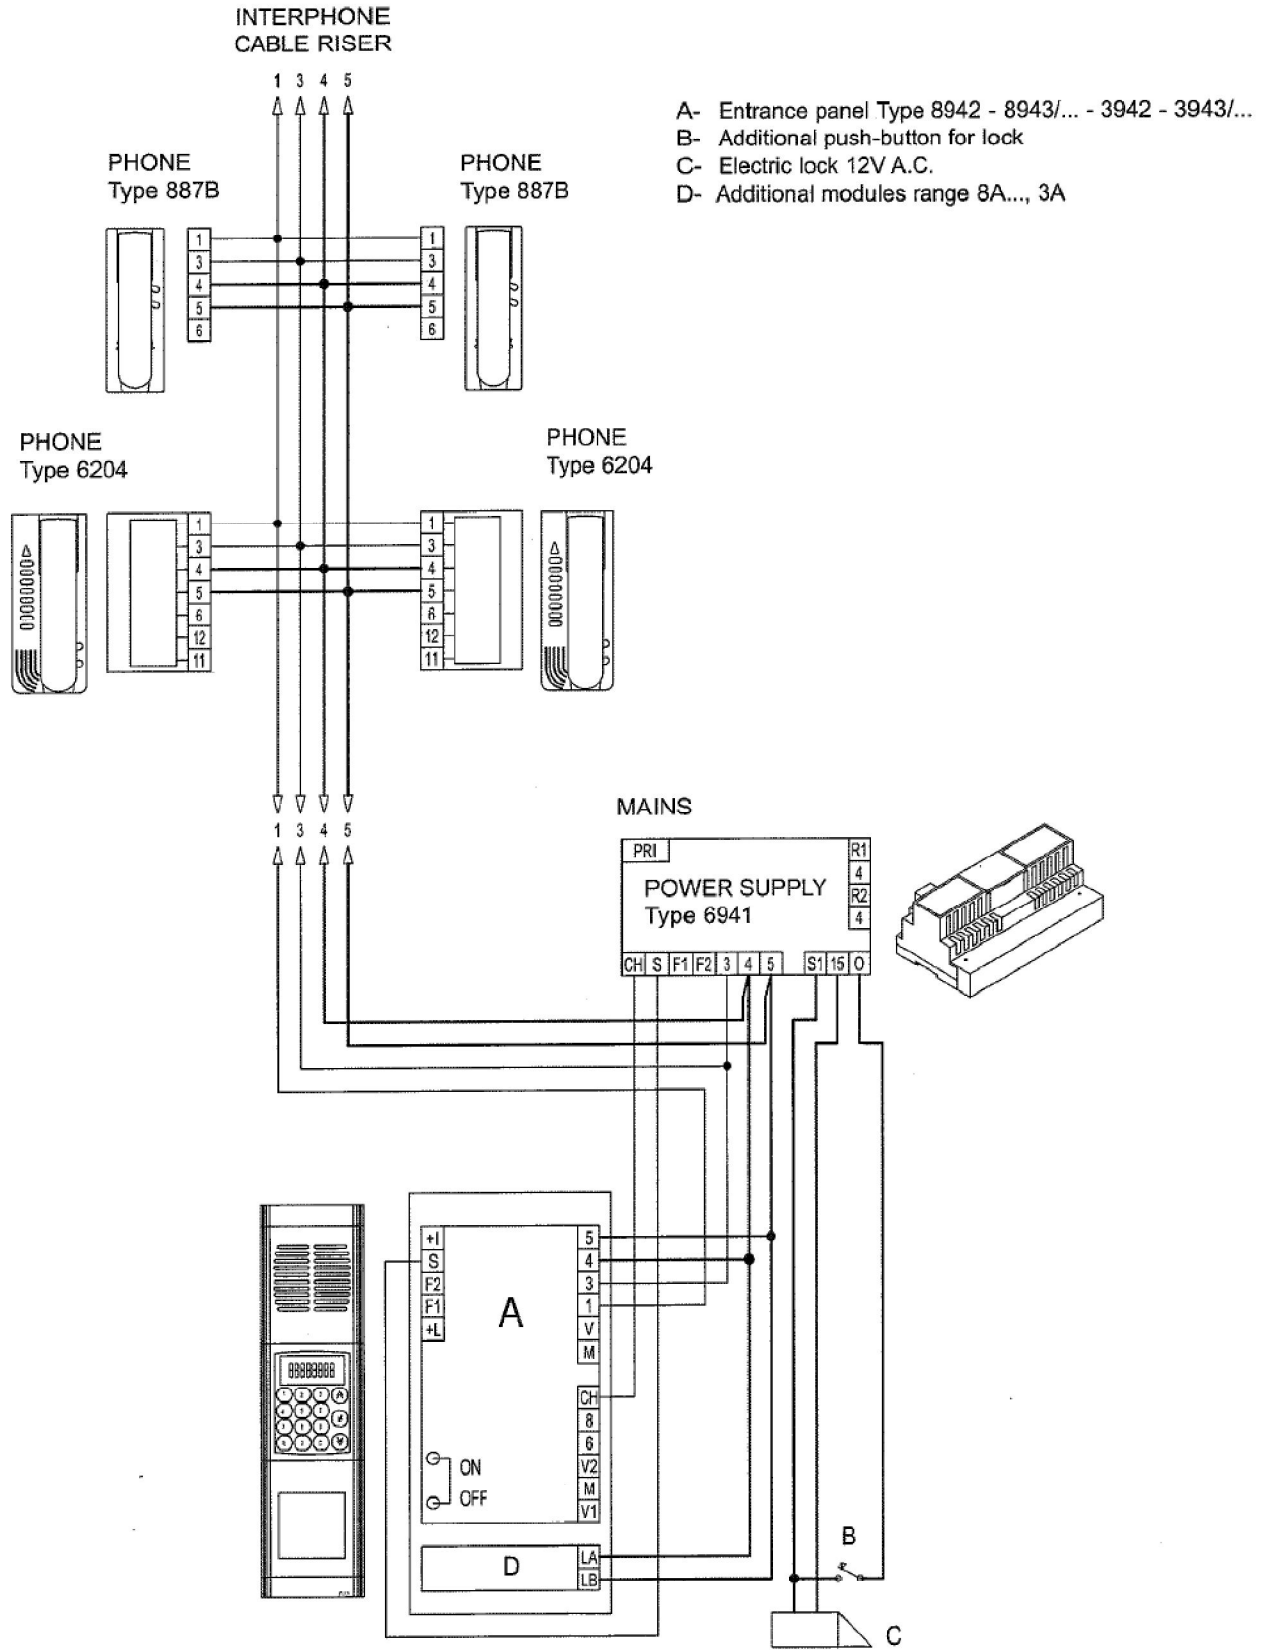 INTERPHONE
CABLE RISER
1 3 4 5
A- Entrance panel Type 8942 - 8943/... - 3942 - 3943/...
B- Additional push-button for lock
C- Electric lock 12V A.C.
D- Additional modules range 8A..., 3A
PHONE
Type 887B
PHONE
Type 887B
1
3
4
5
6
1
3
4
5
6
PHONE
Type 6204
PHONE
Type 6204
1
3
4
5
6
12
11
1
3
4
5
6
12
11
1 3 4 5
MAINS
PRI
POWER SUPPLY
Type 6941
R1
4
R2
4
CH S F1 F2 3 4 5 S1 15 O
+I
S
F2
F1
+L
A
5
4
3
1
V
M
CH
8
6
V2
M
V1
ON
OFF
D
LA
LB
B
C